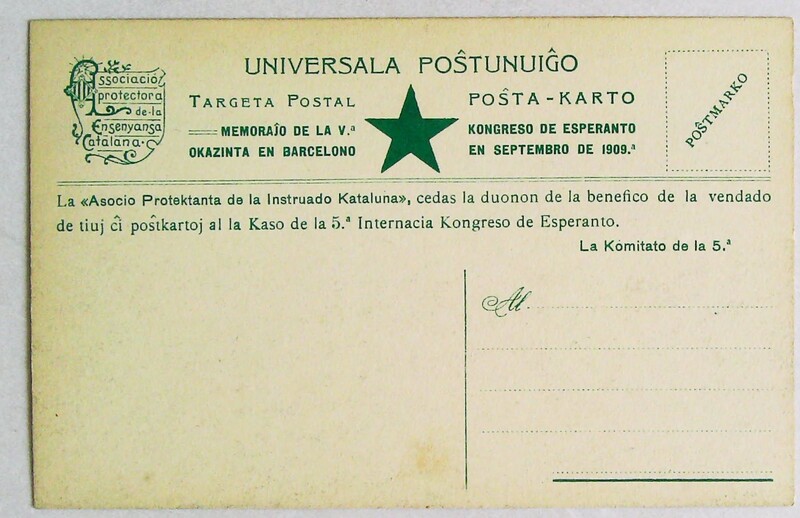 Associació
protectora
de-la
Ensenyansa
Catalana.
UNIVERSALA POŜTUNUIĜO
TARGETA POSTAL
POŜTA-KARTO
MEMORAĴO DE LA V.ª
KONGRESO DE ESPERANTO
OKAZINTA EN BARCELONO
EN SEPTEMBRO DE 1909.ª
POŜTMARKO
La «Asocio Protektanta de la Instruado Kataluna», cedas la duonon de la benefico de la vendado
de tiuj ĉi postkartoj al la Kaso de la 5.ª Internacia Kongreso de Esperanto.
La Komitato de la 5.ª
Al.